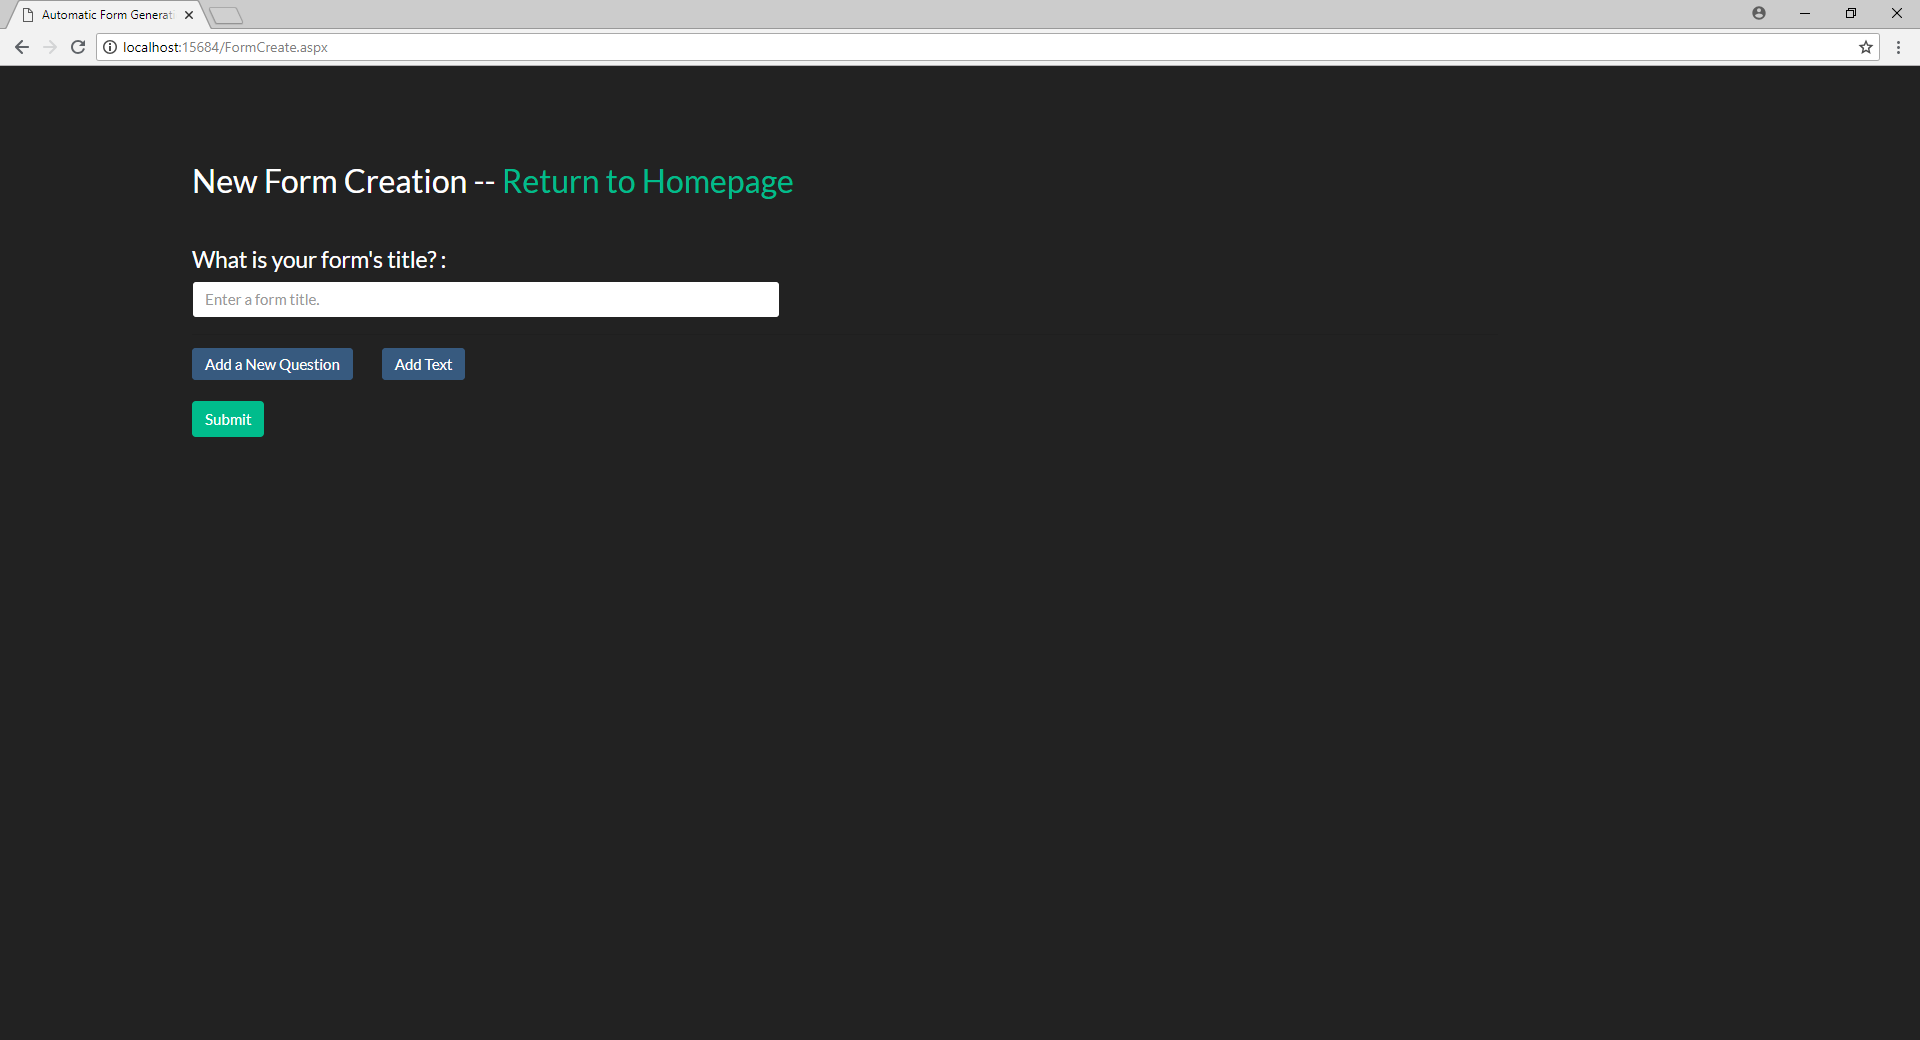 Automatic Form Generat
localhost:15684/FormCreate.aspx
New Form Creation -- Return to Homepage
What is your form's title? :
Enter a form title.
Add a New Question Add Text
Submit